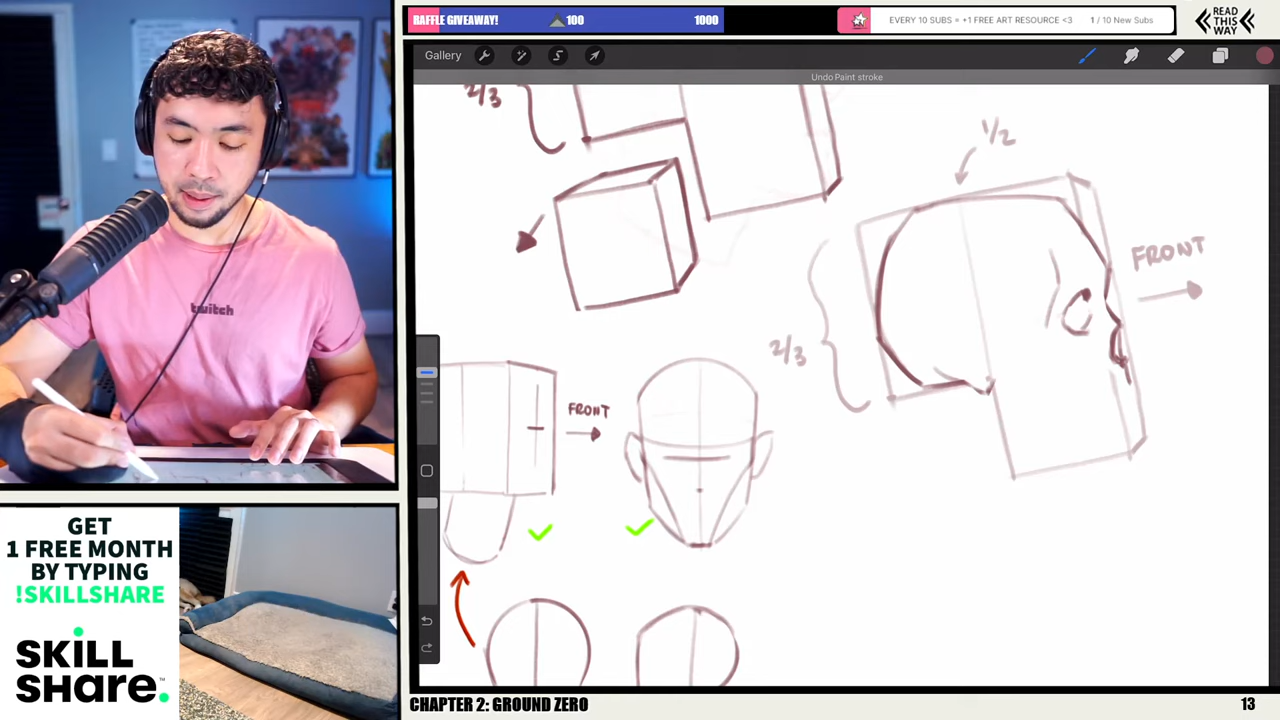 RAFFLE GIVEAWAY!
100
1000
EVERY 10 SUBS = +1 FREE ART RESOURCE <3
1 / 10 New Subs
READ
THIS
WAY
Gallery
Undo Paint stroke
2/3
1/2
FRONT
2/3
FRONT
twitch
GET
1 FREE MONTH
BY TYPING
!SKILLSHARE
SKILL
SHARE.
CHAPTER 2: GROUND ZERO
13